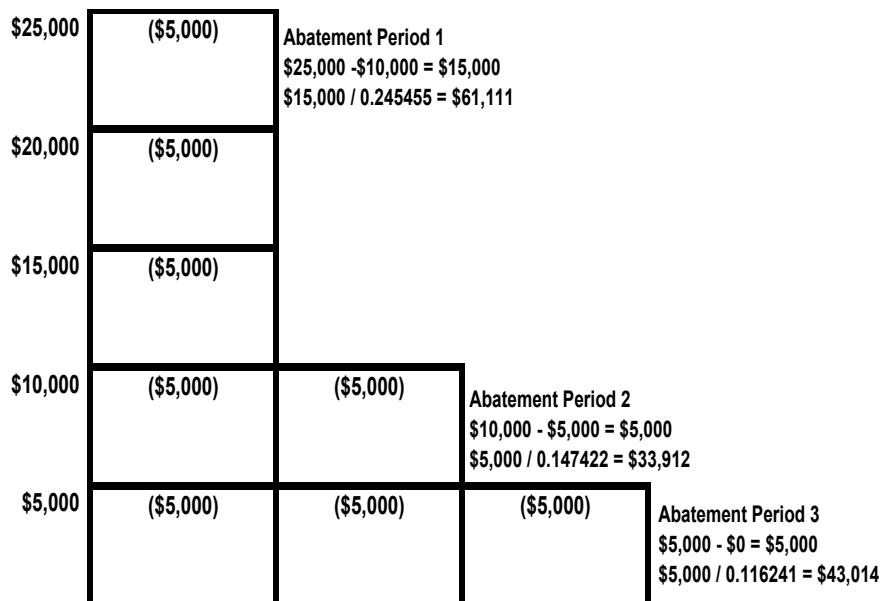 $25,000 ($5,000)
Abatement Period 1
$25,000 -$10,000 = $15,000
$15,000 / 0.245455 = $61,111
$20,000 ($5,000)
$15,000 ($5,000)
$10,000 ($5,000) ($5,000)
Abatement Period 2
$10,000 - $5,000 = $5,000
$5,000 / 0.147422 = $33,912
$5,000 ($5,000) ($5,000) ($5,000)
Abatement Period 3
$5,000 - $0 = $5,000
$5,000 / 0.116241 = $43,014